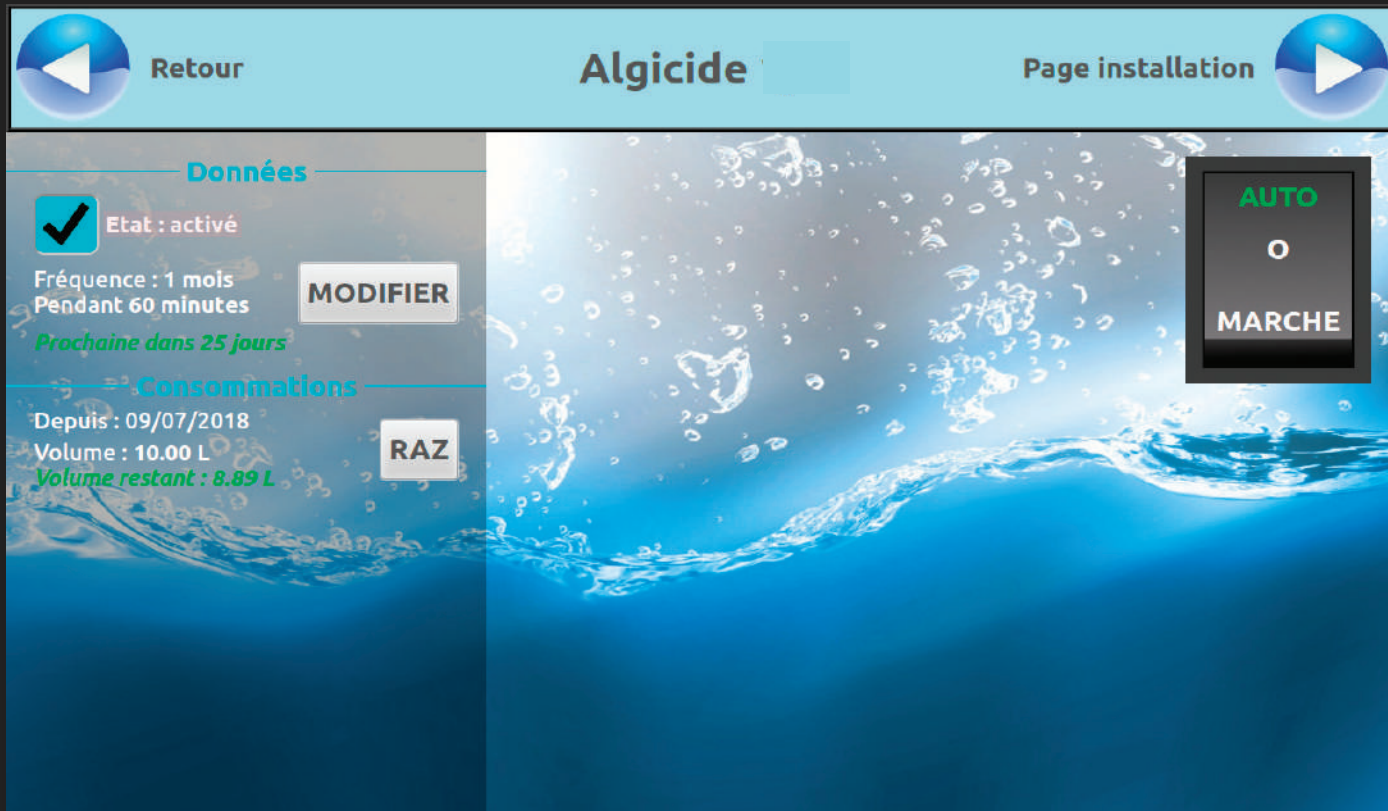 Retour
Algicide
Page installation
Données
Etat : activé
Fréquence : 1 mois
Pendant 60 minutes
MODIFIER
Prochaine dans 25 jours
Consommations
Depuis : 09/07/2018
Volume : 10.00 L
Volume restant : 8.89 L
RAZ
AUTO
O
MARCHE